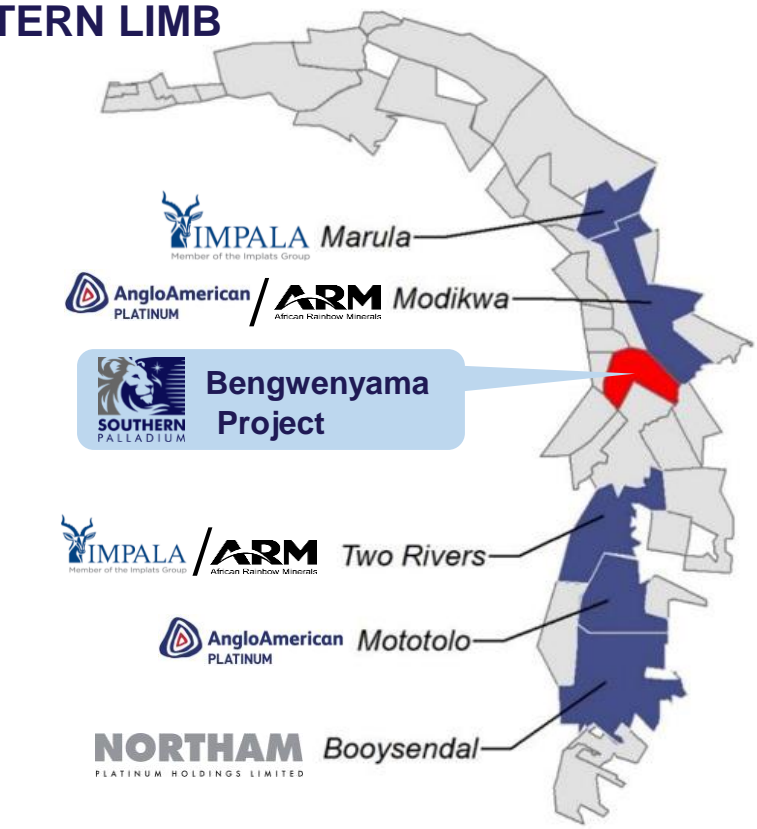 TERN LIMB
IMPALA
Member of the Implats Group
Marula
AngloAmerican
PLATINUM
/
ARM
African Rainbow Minerals
Modikwa
SOUTHERN
PALLADIUM
Bengwenyama
Project
IMPALA
Member of the Implats Group
/
ARM
African Rainbow Minerals
Two Rivers
AngloAmerican
PLATINUM
Mototolo
NORTHAM
PLATINUM HOLDINGS LIMITED
Booysendal